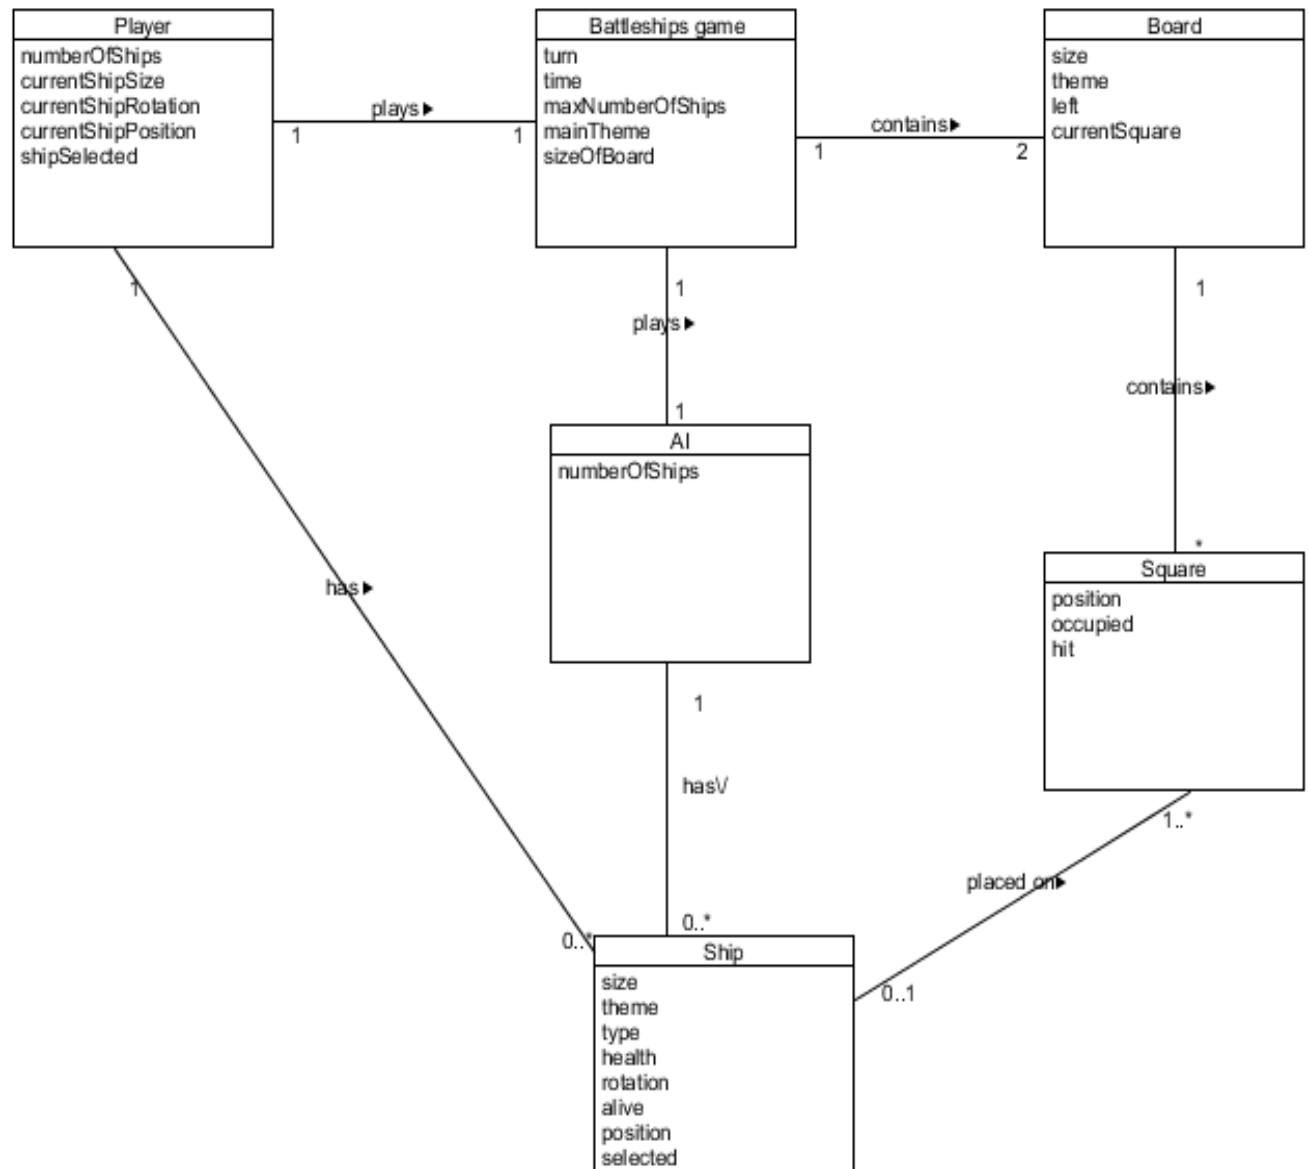 Player
numberOfShips
currentShipSize
currentShipRotation
currentShipPosition
shipSelected
plays▶
1
1
Battleships game
turn
time
maxNumberOfShips
mainTheme
sizeOfBoard
contains▶
1
2
Board
size
theme
left
currentSquare
1
1
plays▶
1
AI
numberOfShips
1
contains▶
*
Square
position
occupied
hit
has▶
1
has\/
0..*
0..*
1..*
placed on▶
0..1
Ship
size
theme
type
health
rotation
alive
position
selected